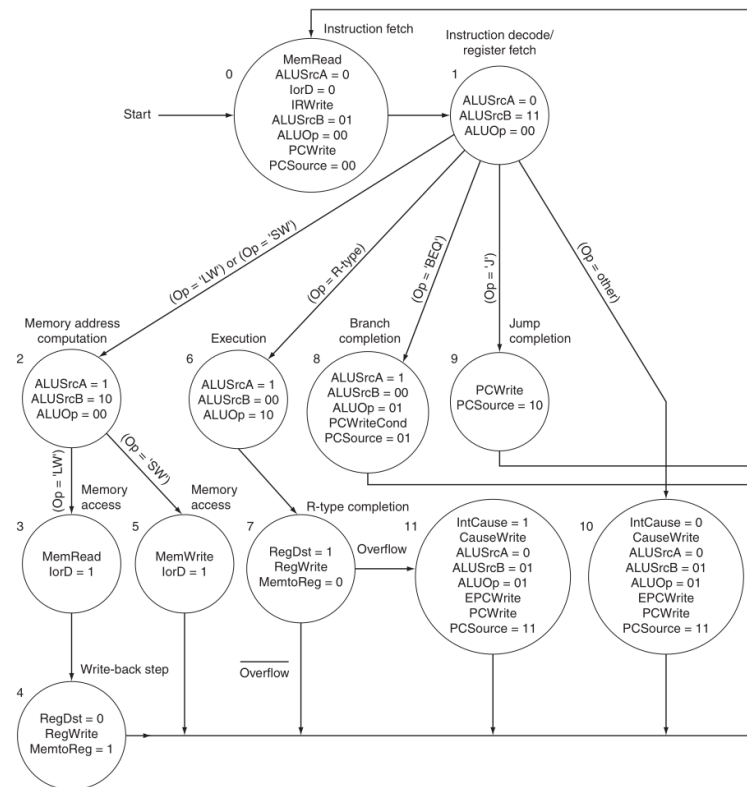 Instruction fetch
0
MemRead
ALUSrcA = 0
IorD = 0
IRWrite
ALUSrcB = 01
ALUOp = 00
PCWrite
PCSource = 00
Start
Instruction decode/
register fetch
1
ALUSrcA = 0
ALUSrcB = 11
ALUOp = 00
(Op = 'LW') or (Op = 'SW')
(Op = R-type)
(Op = 'BEQ')
(Op = 'J')
(Op = other)
Memory address
computation
2
ALUSrcA = 1
ALUSrcB = 10
ALUOp = 00
Execution
6
ALUSrcA = 1
ALUSrcB = 00
ALUOp = 10
Branch
completion
8
ALUSrcA = 1
ALUSrcB = 00
ALUOp = 01
PCWriteCond
PCSource = 01
Jump
completion
9
PCWrite
PCSource = 10
(Op = 'LW')
(Op = 'SW')
Memory
access
3
MemRead
IorD = 1
Memory
access
5
MemWrite
IorD = 1
R-type completion
7
RegDst = 1
RegWrite
MemtoReg = 0
Overflow
Overflow
11
IntCause = 1
CauseWrite
ALUSrcA = 0
ALUSrcB = 01
ALUOp = 01
EPCWrite
PCWrite
PCSource = 11
10
IntCause = 0
CauseWrite
ALUSrcA = 0
ALUSrcB = 01
ALUOp = 01
EPCWrite
PCWrite
PCSource = 11
Write-back step
4
RegDst = 0
RegWrite
MemtoReg = 1